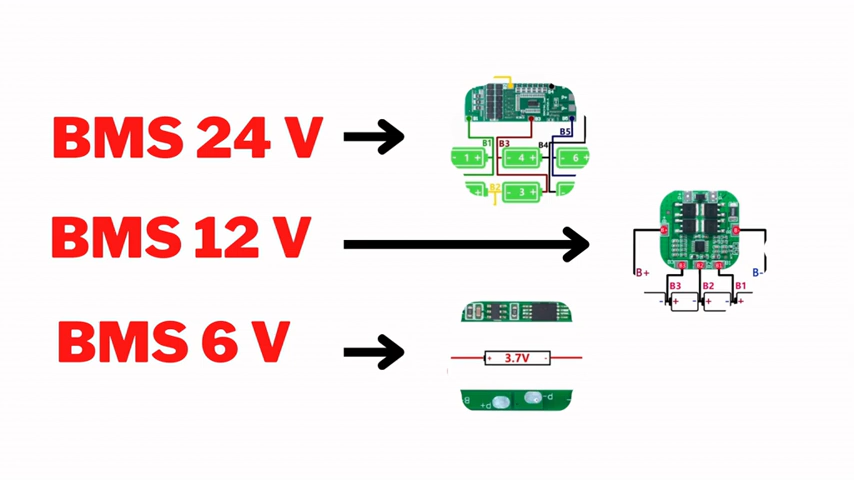 BMS 24 V
B1
B3
B4
B5
- 1 +
- 4 +
- 6
B2
- 3 +
BMS 12 V
B+
B-
B3
B2
B1
- + - + - +
BMS 6 V
+ 3.7V -
B
P+
P-